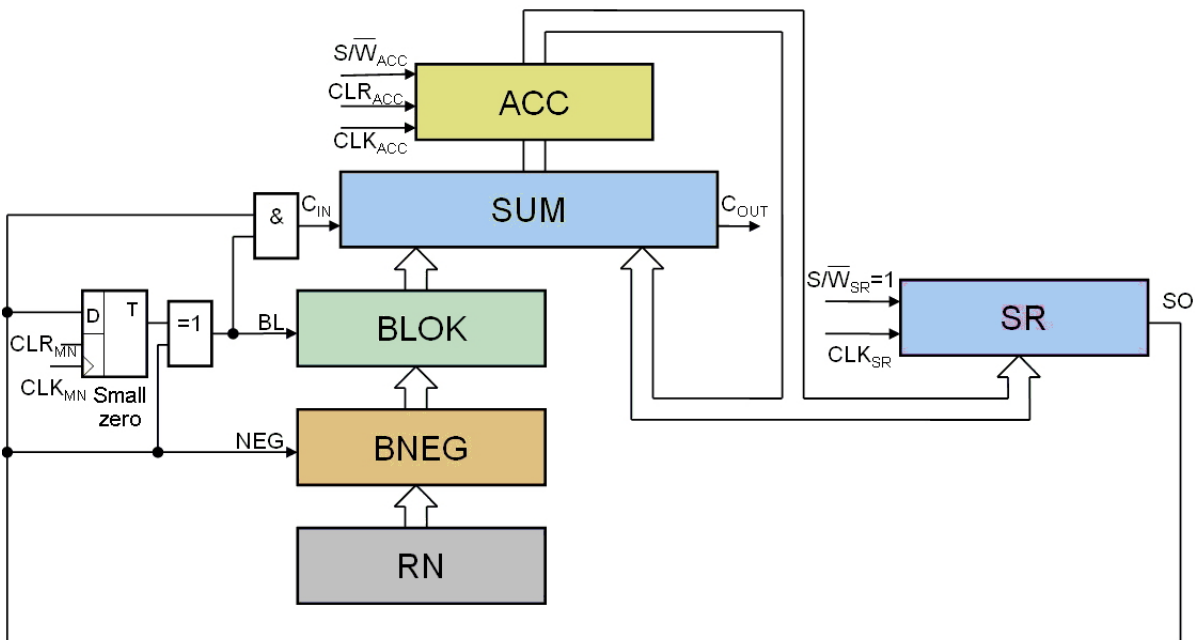 S/W̅ACC
CLRACC
CLKACC
ACC
&
CIN
SUM
COUT
S/W̅SR=1
SR
SO
CLKSR
D
T
=1
BL
BLOK
CLRMN
CLKMN
Small
zero
NEG
BNEG
RN